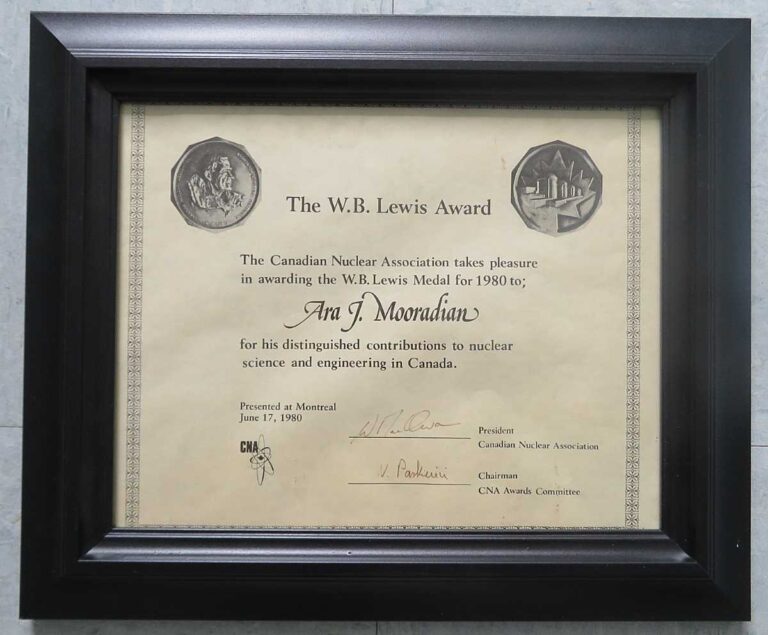 The W.B. Lewis Award
The Canadian Nuclear Association takes pleasure
in awarding the W.B. Lewis Medal for 1980 to;
Ara J. Mooradian
for his distinguished contributions to nuclear
science and engineering in Canada.
Presented at Montreal
June 17, 1980
CNA
President
Canadian Nuclear Association
V.
Chairman
CNA Awards Committee